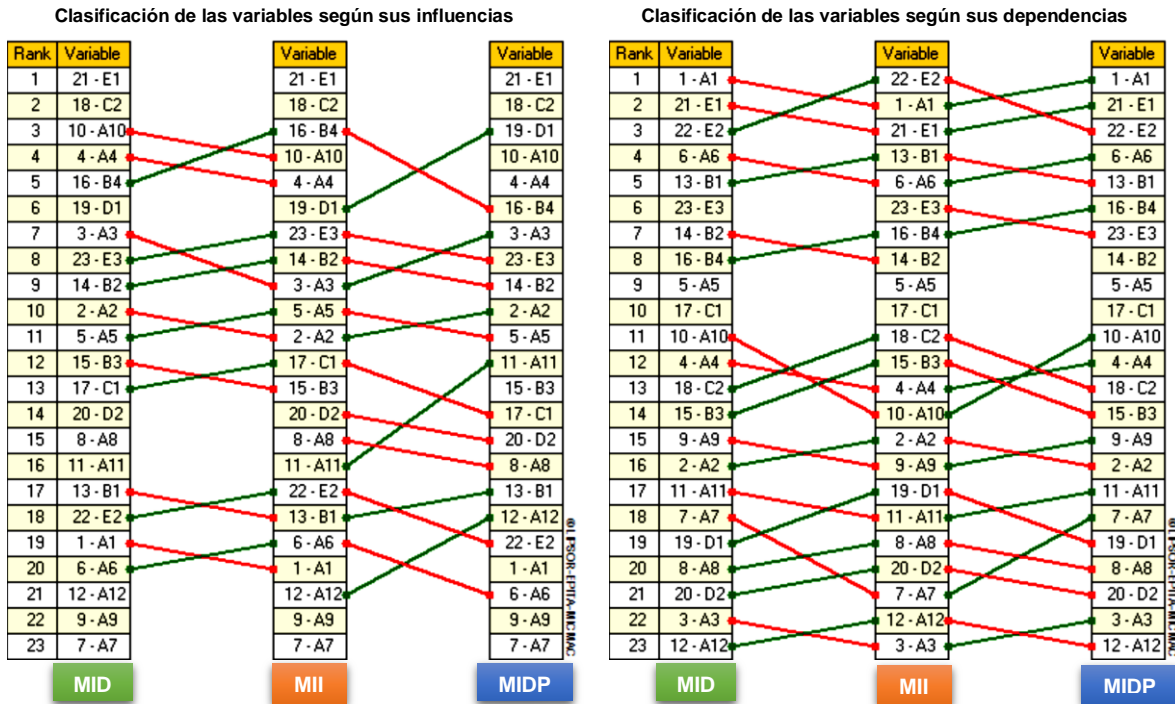 Clasificación de las variables según sus influencias
Rank Variable Variable Variable
1 21 - E1 21 - E1 21 - E1
2 18 - C2 18 - C2 18 - C2
3 10 - A10 16 - B4 19 - D1
4 4 - A4 10 - A10 10 - A10
5 16 - B4 4 - A4 4 - A4
6 19 - D1 19 - D1 16 - B4
7 3 - A3 23 - E3 3 - A3
8 23 - E3 14 - B2 23 - E3
9 14 - B2 3 - A3 14 - B2
10 2 - A2 5 - A5 2 - A2
11 5 - A5 2 - A2 5 - A5
12 15 - B3 17 - C1 11 - A11
13 17 - C1 15 - B3 15 - B3
14 20 - D2 20 - D2 17 - C1
15 8 - A8 8 - A8 20 - D2
16 11 - A11 11 - A11 8 - A8
17 13 - B1 22 - E2 13 - B1
18 22 - E2 13 - B1 12 - A12
19 1 - A1 6 - A6 22 - E2
20 6 - A6 1 - A1 1 - A1
21 12 - A12 12 - A12 6 - A6
22 9 - A9 9 - A9 9 - A9
23 7 - A7 7 - A7 7 - A7
© LIPSOR-EPITA-MICMAC
MID MII MIDP
Clasificación de las variables según sus dependencias
Rank Variable Variable Variable
1 1 - A1 22 - E2 1 - A1
2 21 - E1 1 - A1 21 - E1
3 22 - E2 21 - E1 22 - E2
4 6 - A6 13 - B1 6 - A6
5 13 - B1 6 - A6 13 - B1
6 23 - E3 23 - E3 16 - B4
7 14 - B2 16 - B4 23 - E3
8 16 - B4 14 - B2 14 - B2
9 5 - A5 5 - A5 5 - A5
10 17 - C1 17 - C1 17 - C1
11 10 - A10 18 - C2 10 - A10
12 4 - A4 15 - B3 4 - A4
13 18 - C2 4 - A4 18 - C2
14 15 - B3 10 - A10 15 - B3
15 9 - A9 2 - A2 9 - A9
16 2 - A2 9 - A9 2 - A2
17 11 - A11 19 - D1 11 - A11
18 7 - A7 11 - A11 7 - A7
19 19 - D1 8 - A8 19 - D1
20 8 - A8 20 - D2 8 - A8
21 20 - D2 7 - A7 20 - D2
22 3 - A3 12 - A12 3 - A3
23 12 - A12 3 - A3 12 - A12
© LIPSOR-EPITA-MICMAC
MID MII MIDP